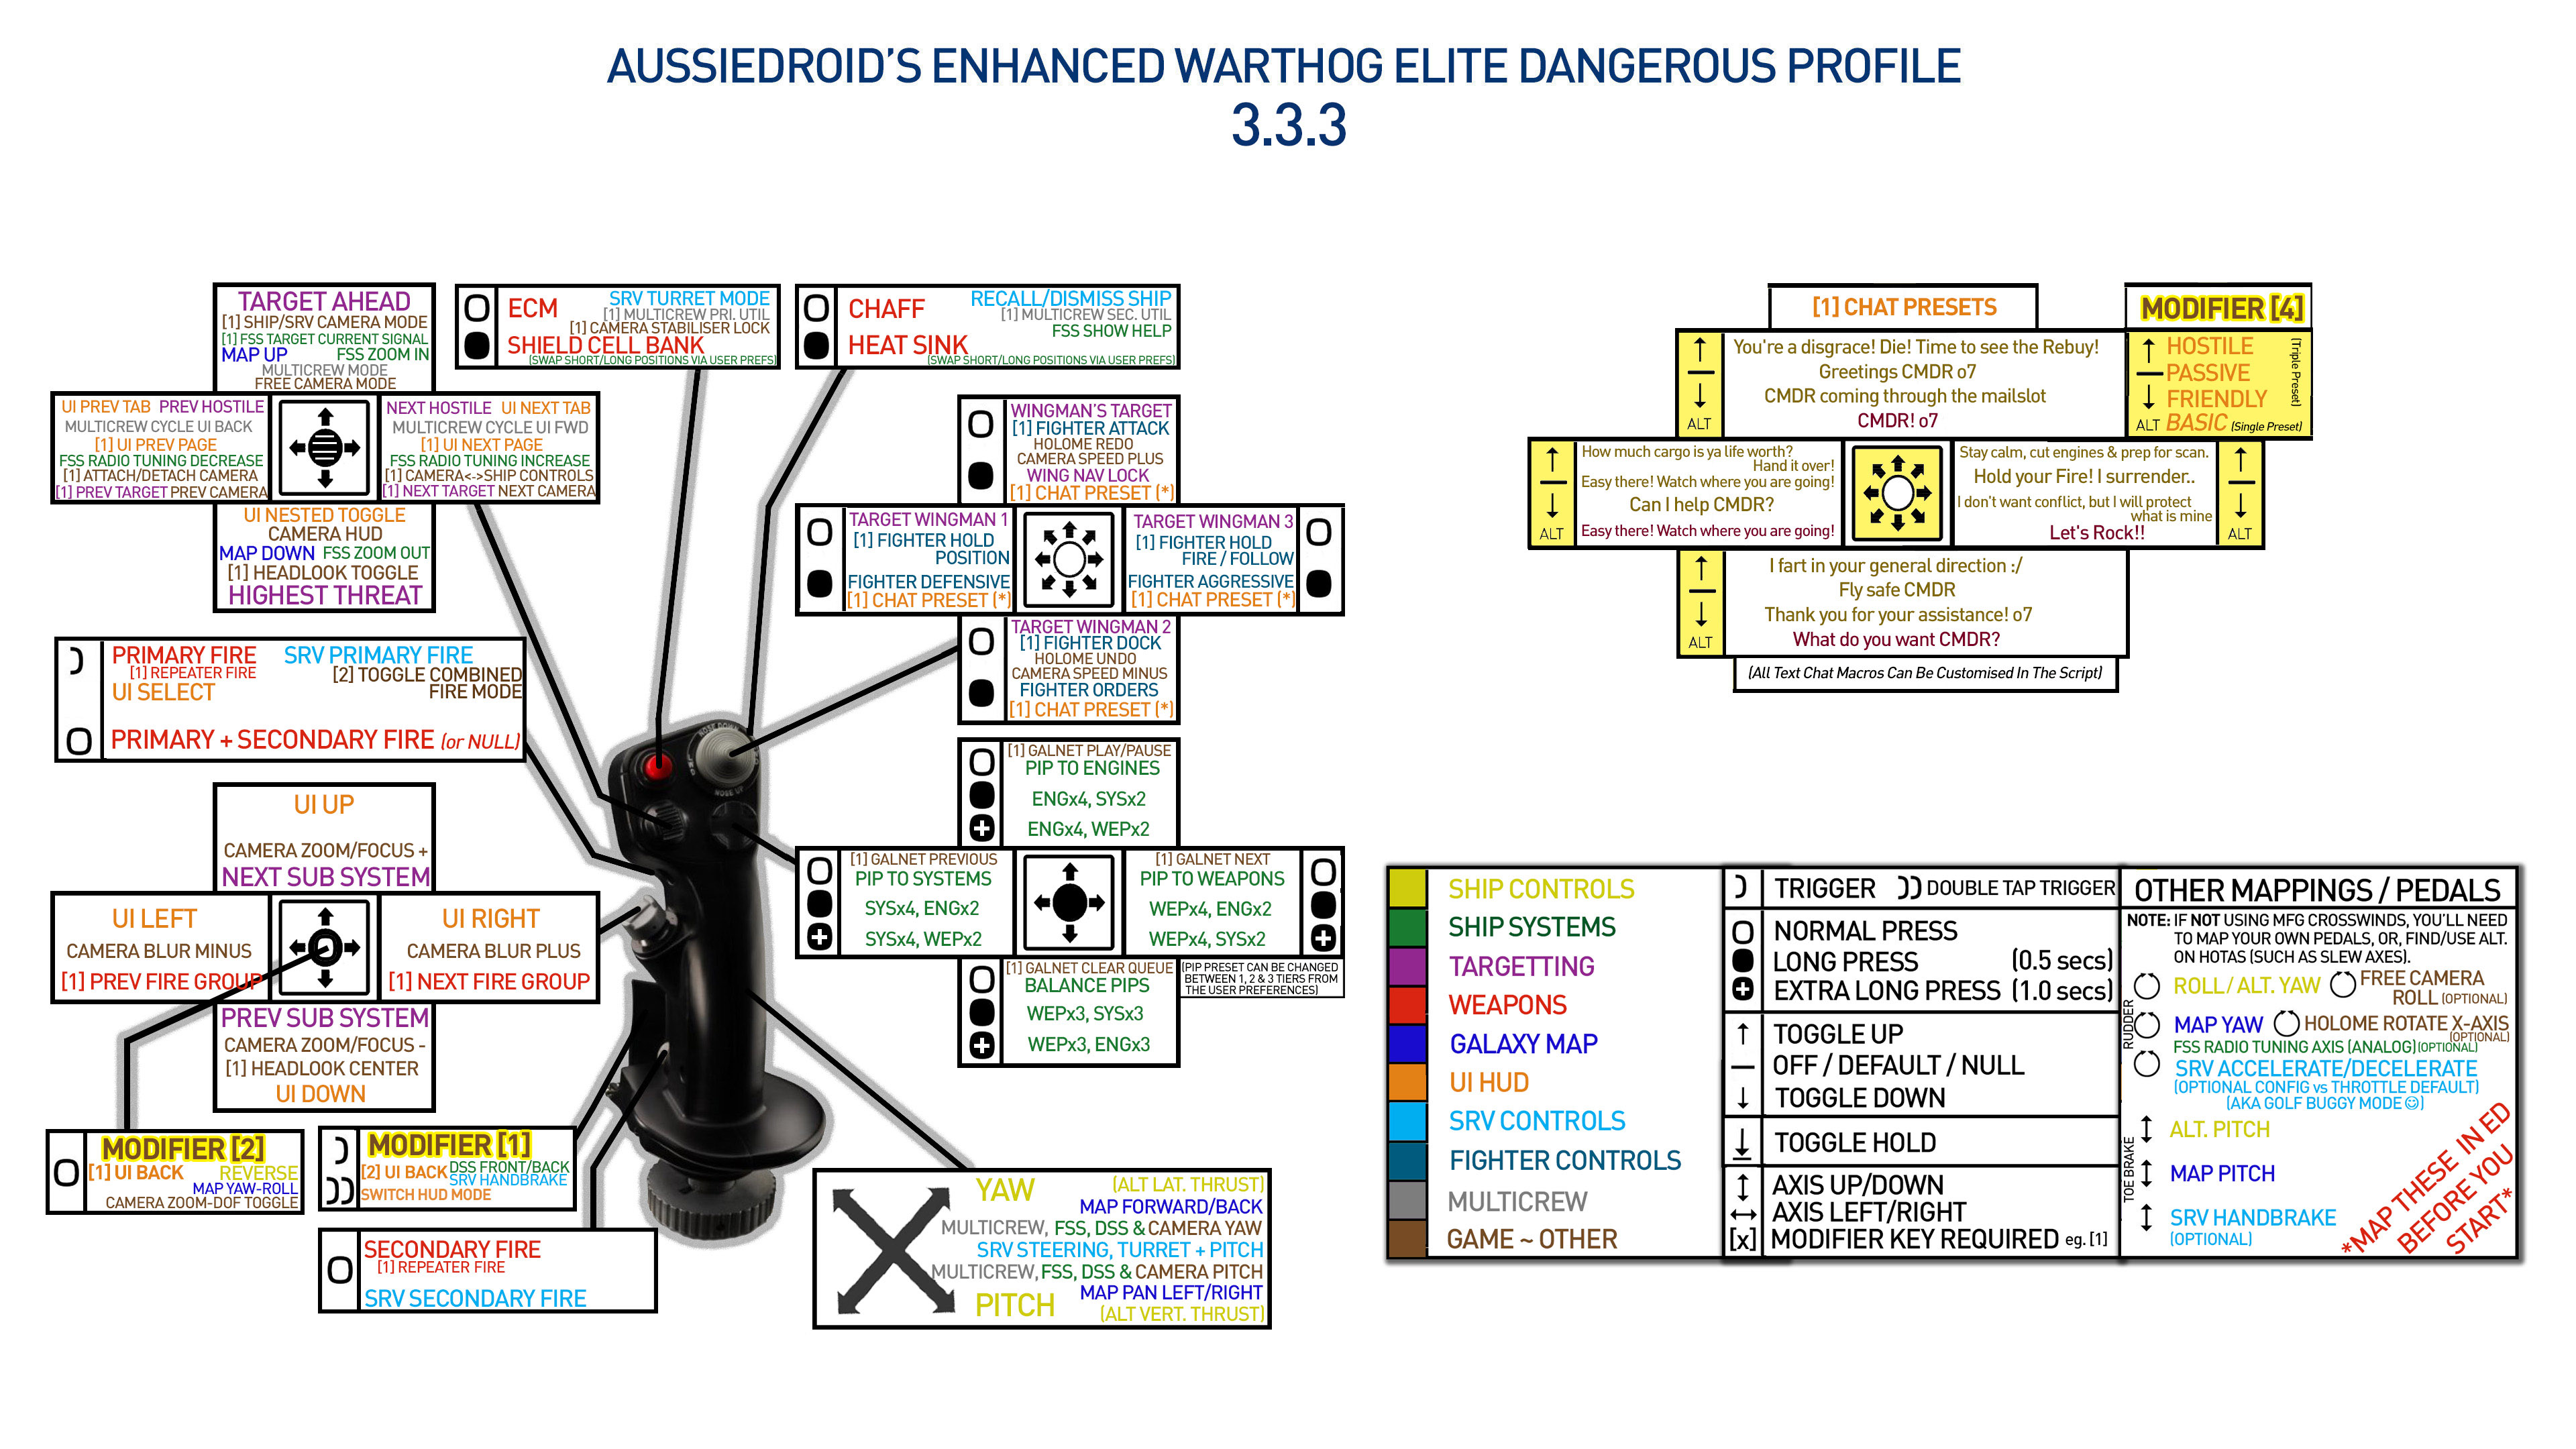 AUSSIEDROID'S ENHANCED WARTHOG ELITE DANGEROUS PROFILE
3.3.3
TARGET AHEAD
[1] SHIP/SRV CAMERA MODE
[1] FSS TARGET CURRENT SIGNAL
MAP UP FSS ZOOM IN
MULTICREW MODE
FREE CAMERA MODE
UI PREV TAB PREV HOSTILE
MULTICREW CYCLE UI BACK
[1] UI PREV PAGE
FSS RADIO TUNING DECREASE
[1] ATTACH/DETACH CAMERA
[1] PREV TARGET PREV CAMERA
NEXT HOSTILE UI NEXT TAB
MULTICREW CYCLE UI FWD
[1] UI NEXT PAGE
FSS RADIO TUNING INCREASE
[1] CAMERA<->SHIP CONTROLS
[1] NEXT TARGET NEXT CAMERA
UI NESTED TOGGLE
CAMERA HUD
MAP DOWN FSS ZOOM OUT
[1] HEADLOOK TOGGLE
HIGHEST THREAT
ECM SRV TURRET MODE
[1] MULTICREW PRI. UTIL
[1] CAMERA STABILISER LOCK
SHIELD CELL BANK
(SWAP SHORT/LONG POSITIONS VIA USER PREFS)
CHAFF RECALL/DISMISS SHIP
[1] MULTICREW SEC. UTIL
FSS SHOW HELP
HEAT SINK
(SWAP SHORT/LONG POSITIONS VIA USER PREFS)
WINGMAN'S TARGET
[1] FIGHTER ATTACK
HOLOME REDO
CAMERA SPEED PLUS
WING NAV LOCK
[1] CHAT PRESET (*)
TARGET WINGMAN 1
[1] FIGHTER HOLD
POSITION
FIGHTER DEFENSIVE
[1] CHAT PRESET (*)
TARGET WINGMAN 3
[1] FIGHTER HOLD
FIRE / FOLLOW
FIGHTER AGGRESSIVE
[1] CHAT PRESET (*)
TARGET WINGMAN 2
[1] FIGHTER DOCK
HOLOME UNDO
CAMERA SPEED MINUS
FIGHTER ORDERS
[1] CHAT PRESET (*)
PRIMARY FIRE SRV PRIMARY FIRE
[1] REPEATER FIRE [2] TOGGLE COMBINED
UI SELECT FIRE MODE
PRIMARY + SECONDARY FIRE (or NULL)
UI UP
CAMERA ZOOM/FOCUS +
NEXT SUB SYSTEM
UI LEFT
CAMERA BLUR MINUS
[1] PREV FIRE GROUP
UI RIGHT
CAMERA BLUR PLUS
[1] NEXT FIRE GROUP
PREV SUB SYSTEM
CAMERA ZOOM/FOCUS -
[1] HEADLOOK CENTER
UI DOWN
[1] GALNET PLAY/PAUSE
PIP TO ENGINES
ENGx4, SYSx2
ENGx4, WEPx2
[1] GALNET PREVIOUS
PIP TO SYSTEMS
SYSx4, ENGx2
SYSx4, WEPx2
[1] GALNET NEXT
PIP TO WEAPONS
WEPx4, ENGx2
WEPx4, SYSx2
[1] GALNET CLEAR QUEUE
BALANCE PIPS
WEPx3, SYSx3
WEPx3, ENGx3
(PIP PRESET CAN BE CHANGED
BETWEEN 1, 2 & 3 TIERS FROM
THE USER PREFERENCES)
MODIFIER [2]
[1] UI BACK REVERSE
MAP YAW-ROLL
CAMERA ZOOM-DOF TOGGLE
MODIFIER [1]
[2] UI BACK DSS FRONT/BACK
SRV HANDBRAKE
SWITCH HUD MODE
SECONDARY FIRE
[1] REPEATER FIRE
SRV SECONDARY FIRE
YAW (ALT LAT. THRUST)
MAP FORWARD/BACK
MULTICREW, FSS, DSS & CAMERA YAW
SRV STEERING, TURRET + PITCH
MULTICREW, FSS, DSS & CAMERA PITCH
MAP PAN LEFT/RIGHT
PITCH (ALT VERT. THRUST)
[1] CHAT PRESETS
MODIFIER [4]
↑ HOSTILE
— PASSIVE
↓ FRIENDLY
ALT BASIC (Single Preset)
(Triple Preset)
You're a disgrace! Die! Time to see the Rebuy!
Greetings CMDR o7
CMDR coming through the mailslot
ALT CMDR! o7
How much cargo is ya life worth?
Hand it over!
Easy there! Watch where you are going!
Can I help CMDR?
ALT Easy there! Watch where you are going!
Stay calm, cut engines & prep for scan.
Hold your Fire! I surrender..
I don't want conflict, but I will protect
what is mine
Let's Rock!! ALT
I fart in your general direction :/
Fly safe CMDR
Thank you for your assistance! o7
ALT What do you want CMDR?
(All Text Chat Macros Can Be Customised In The Script)
SHIP CONTROLS
SHIP SYSTEMS
TARGETTING
WEAPONS
GALAXY MAP
UI HUD
SRV CONTROLS
FIGHTER CONTROLS
MULTICREW
GAME ~ OTHER
TRIGGER DOUBLE TAP TRIGGER
NORMAL PRESS
LONG PRESS (0.5 secs)
EXTRA LONG PRESS (1.0 secs)
TOGGLE UP
OFF / DEFAULT / NULL
TOGGLE DOWN
TOGGLE HOLD
AXIS UP/DOWN
AXIS LEFT/RIGHT
[x] MODIFIER KEY REQUIRED eg. [1]
OTHER MAPPINGS / PEDALS
NOTE: IF NOT USING MFG CROSSWINDS, YOU'LL NEED
TO MAP YOUR OWN PEDALS, OR, FIND/USE ALT.
ON HOTAS (SUCH AS SLEW AXES).
RUDDER
ROLL / ALT. YAW FREE CAMERA
ROLL (OPTIONAL)
MAP YAW HOLOME ROTATE X-AXIS
(OPTIONAL)
FSS RADIO TUNING AXIS (ANALOG) (OPTIONAL)
SRV ACCELERATE/DECELERATE
(OPTIONAL CONFIG vs THROTTLE DEFAULT)
(AKA GOLF BUGGY MODE ☺)
TOE BRAKE
ALT. PITCH
MAP PITCH
SRV HANDBRAKE
(OPTIONAL)
*MAP THESE IN ED
BEFORE YOU
START*